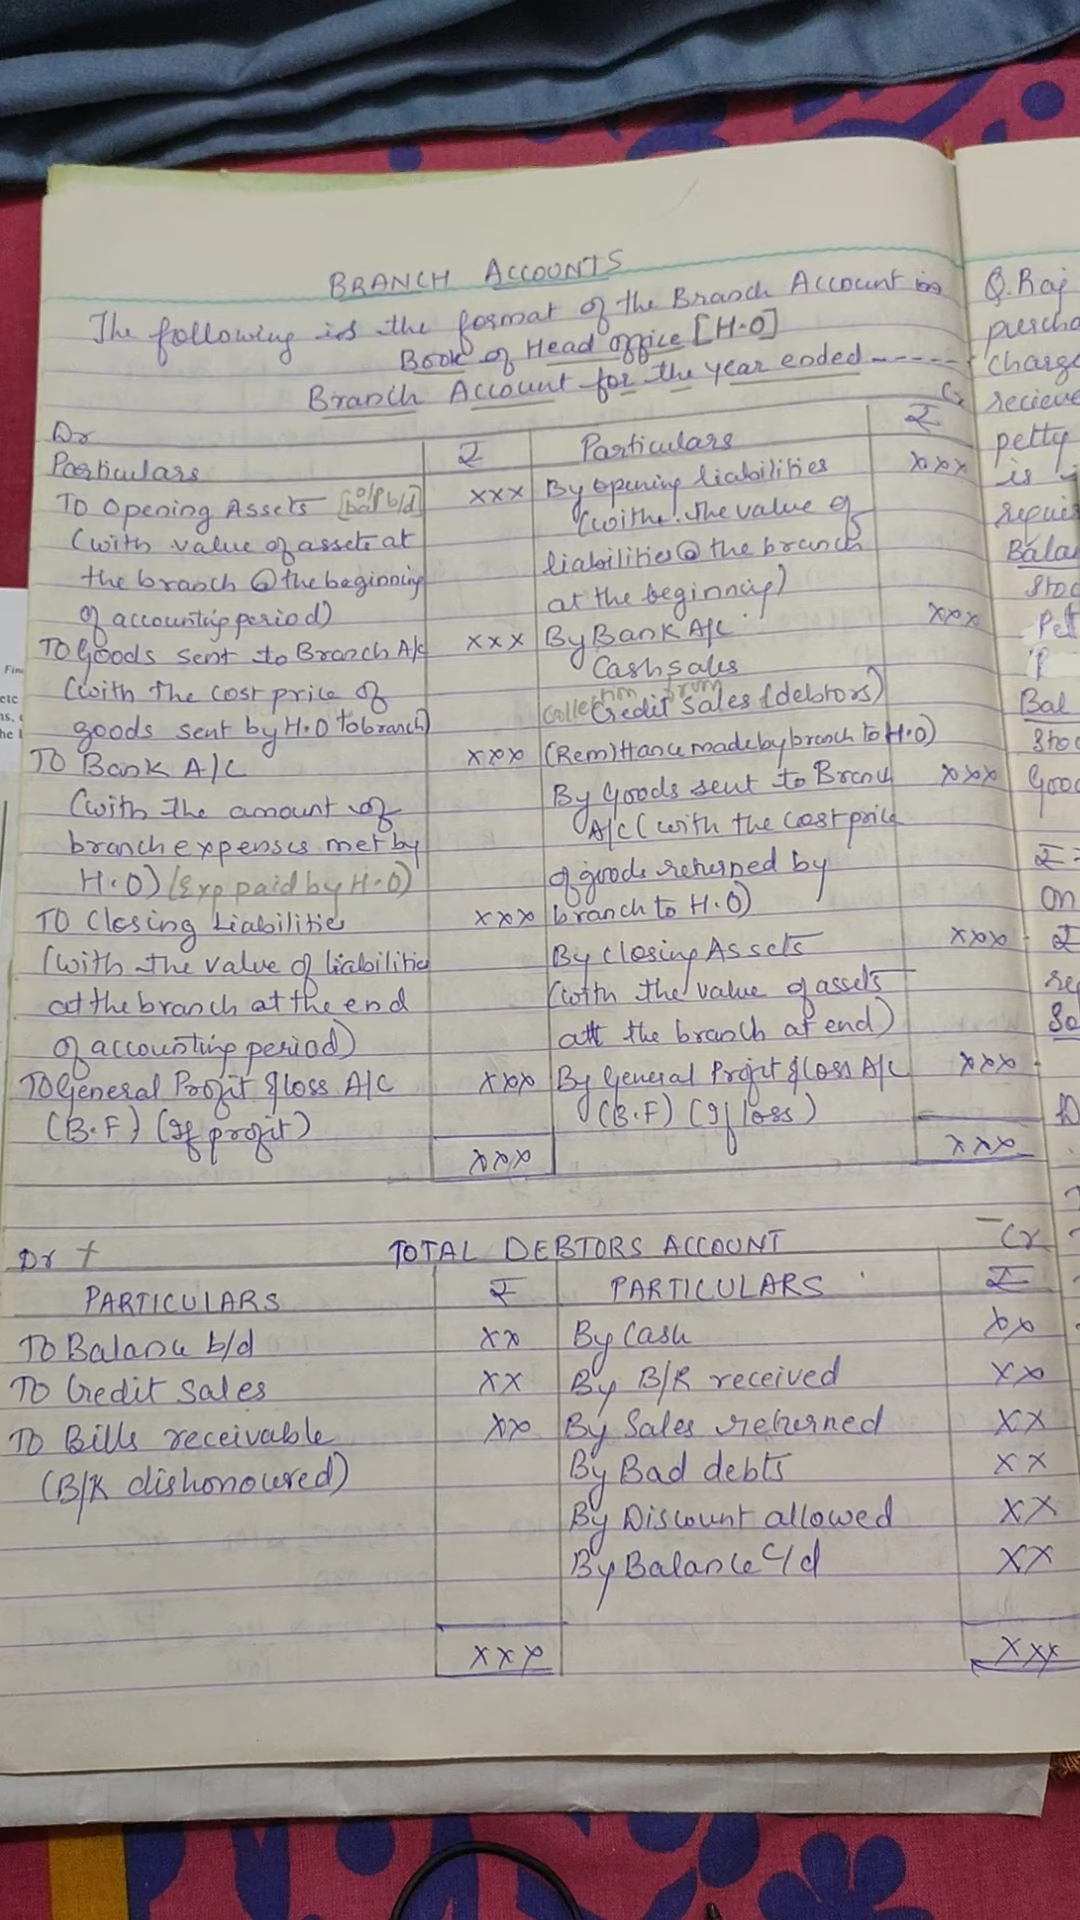 BRANCH ACCOUNTS
The following is the format of the Branch Account in
Book of Head office [H.O]
Branch Account for the year ended ------
Dr Cr
Particulars ₹ Particulars ₹
To Opening Assets [o/p bal b/d] xxx By opening liabilities xxx
(with value of assets at (withe. The value of
the branch @ the beginning liabilities @ the branch
of accounting period) at the beginning)
To Goods sent to Branch A/c xxx By Bank A/c xxx
(with the cost price of Cash sales
goods sent by H.O to branch) Collection from Credit Sales (debtors)
To Bank A/C xxx (Remittance made by branch to H.O)
(with the amount of By Goods sent to Branch xxx
branch expenses met by A/c (with the cost price
H.O) (Exp paid by H.O) of goods returned by
To Closing Liabilities xxx branch to H.O)
(with the value of liabilities By Closing Assets xxx
at the branch at the end (with the value of assets
of accounting period) att the branch at end)
To General Profit & loss A/C xxx By General Profit & Loss A/c xxx
(B.F) (If profit) (B.F) (If loss)
xxx xxx
Dr + TOTAL DEBTORS ACCOUNT - Cr
PARTICULARS ₹ PARTICULARS ₹
To Balance b/d xx By Cash xx
To Credit Sales xx By B/R received xx
To Bills receivable xx By Sales returned xx
(B/R dishonoured) By Bad debts xx
By Discount allowed xx
By Balance c/d xx
xxx xxx
Q. Raj
petty
is
Bal
on
₹